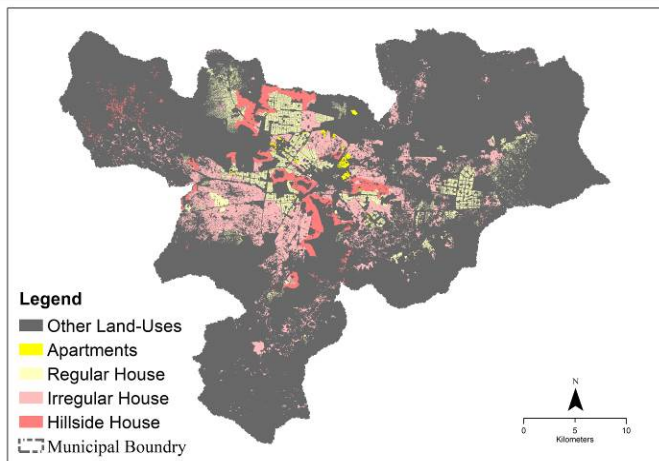 Legend
Other Land-Uses
Apartments
Regular House
Irregular House
Hillside House
Municipal Boundry
N
0 5 10
Kilometers